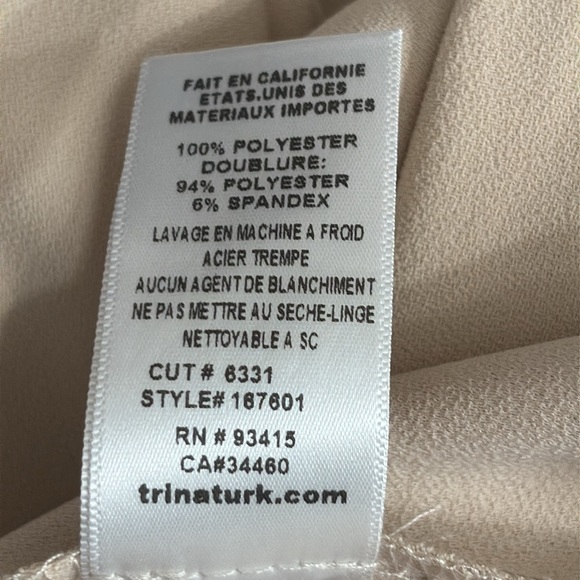 FAIT EN CALIFORNIE
ETATS.UNIS DES
MATERIAUX IMPORTES
100% POLYESTER
DOUBLURE:
94% POLYESTER
6% SPANDEX
LAVAGE EN MACHINE A FROID
ACIER TREMPE
AUCUN AGENT DE BLANCHIMENT
NE PAS METTRE AU SECHE-LINGE
NETTOYABLE A SC
CUT # 6331
STYLE# 167601
RN # 93415
CA#34460
trinaturk.com